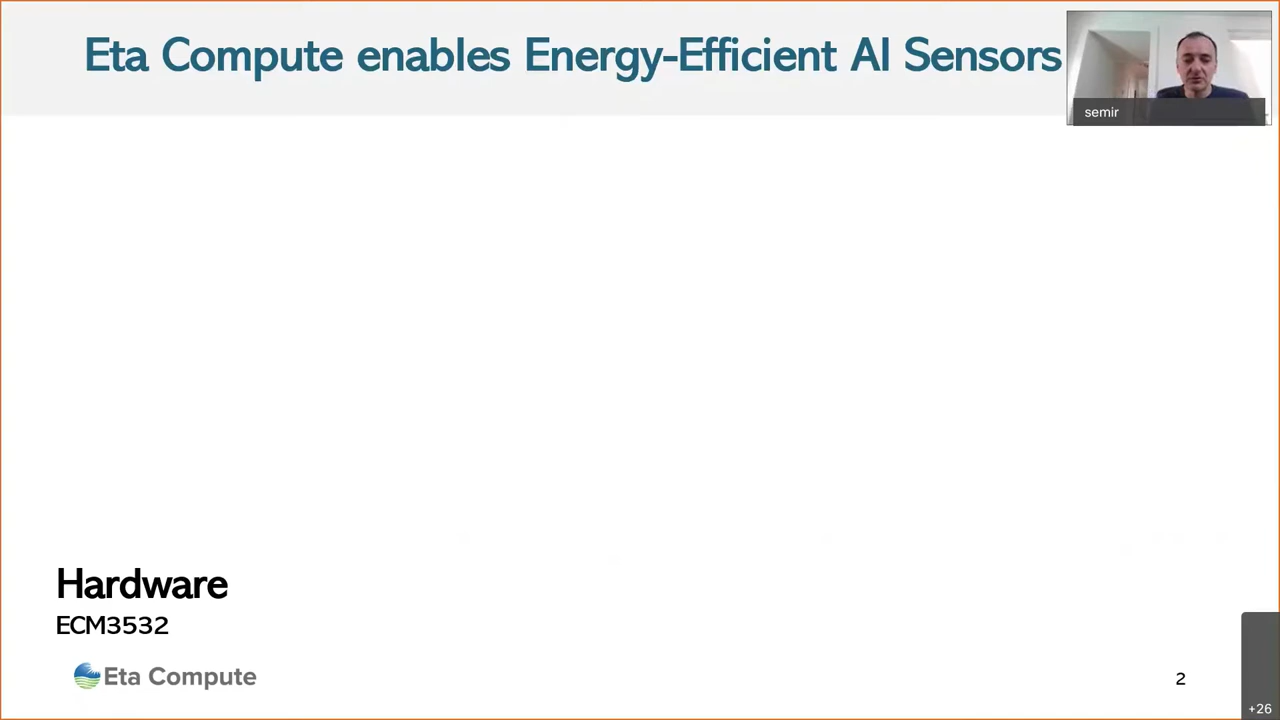 Eta Compute enables Energy-Efficient AI Sensors
semir
Hardware
ECM3532
Eta Compute
2
+26